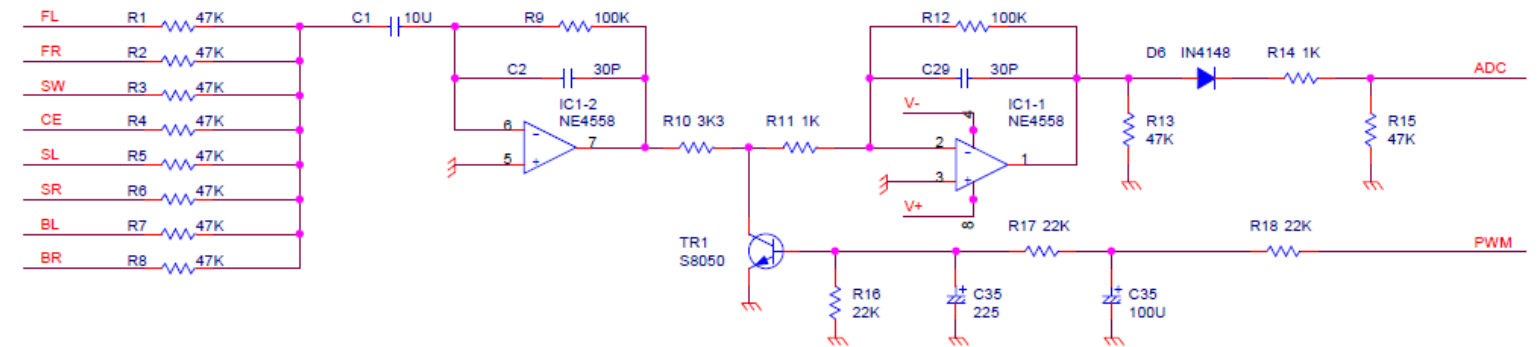 FL R1 47K C1 10U R9 100K R12 100K
FR R2 47K C2 30P C29 30P D6 IN4148 R14 1K ADC
SW R3 47K IC1-2 NE4558 V- 4 IC1-1 NE4558
CE R4 47K 6 - 7 R10 3K3 R11 1K 2 - 1 R13 47K R15 47K
SL R5 47K 5 + 3 +
SR R6 47K V+ 8
BL R7 47K R17 22K R18 22K
BR R8 47K TR1 S8050 PWM
R16 22K C35 225 C35 100U
+ +